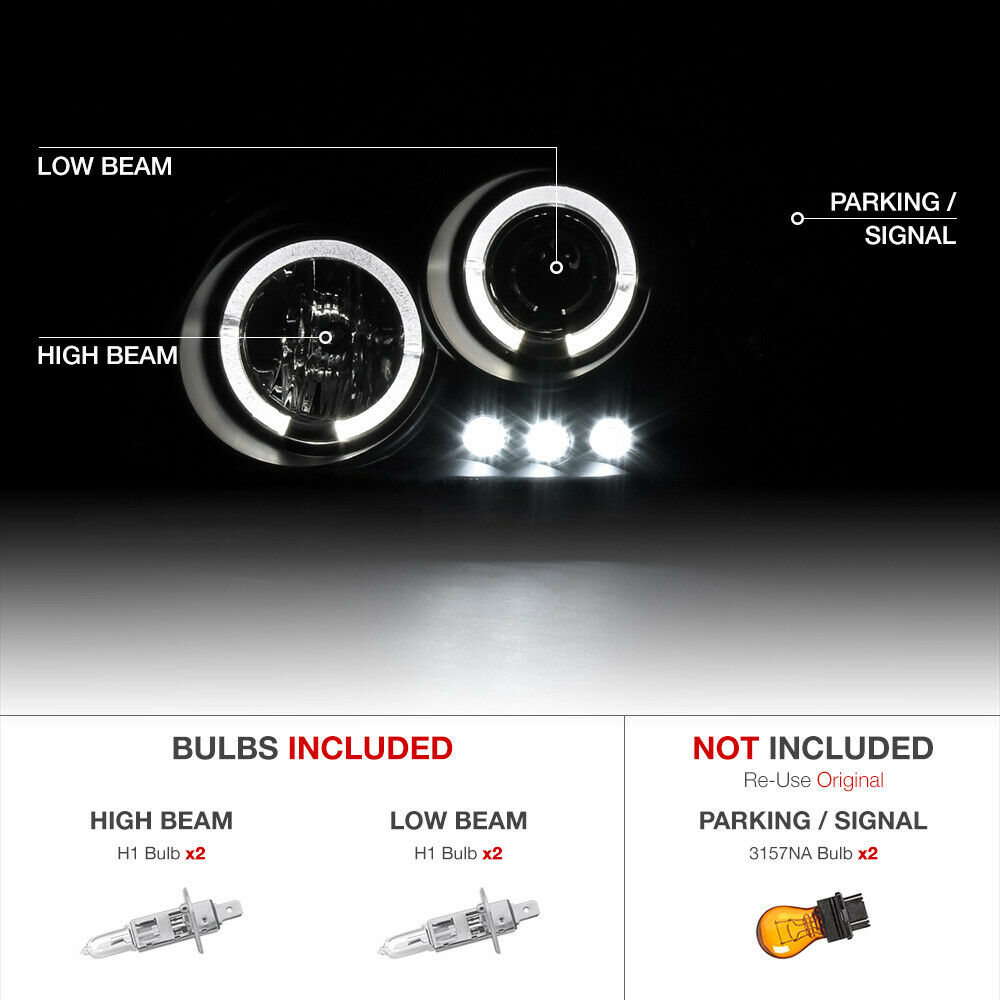 LOW BEAM
PARKING /
SIGNAL
HIGH BEAM
BULBS INCLUDED
HIGH BEAM
H1 Bulb x2
LOW BEAM
H1 Bulb x2
NOT INCLUDED
Re-Use Original
PARKING / SIGNAL
3157NA Bulb x2